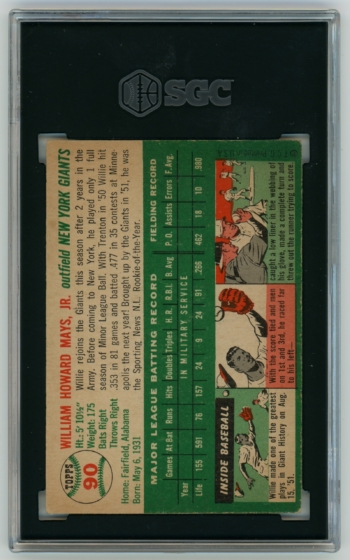 SGC
TOPPS
90
WILLIAM HOWARD MAYS, JR. outfield NEW YORK GIANTS
Ht.: 5' 10½"
Weight: 175
Bats Right
Throws Right
Home: Fairfield, Alabama
Born: May 6, 1931
Willie rejoins the Giants this season after 2 years in the
Army. Before coming to New York, he played only 1 full
season of Minor League Ball. With Trenton in '50 Willie hit
.353 in 81 games and batted .477 in 35 contests at Minne-
apolis the next year! Brought up by the Giants in '51, he was
the Sporting News N.L. Rookie-of-the-Year.
MAJOR LEAGUE BATTING RECORD FIELDING RECORD
Games At Bat Runs Hits Doubles Triples H.R. R.B.I. B. Avg P.O. Assists Errors F. Avg.
Year IN MILITARY SERVICE
Life 155 591 76 157 24 9 24 91 .266 462 18 10 .980
INSIDE BASEBALL
Willie made one of the greatest
plays in Giant History on Aug.
15, '51.
With the score tied and men
on 1st and 3rd, he raced far
to his left,
caught a low liner in the webbing of
his glove, made a complete turn and
threw out the runner trying to score!